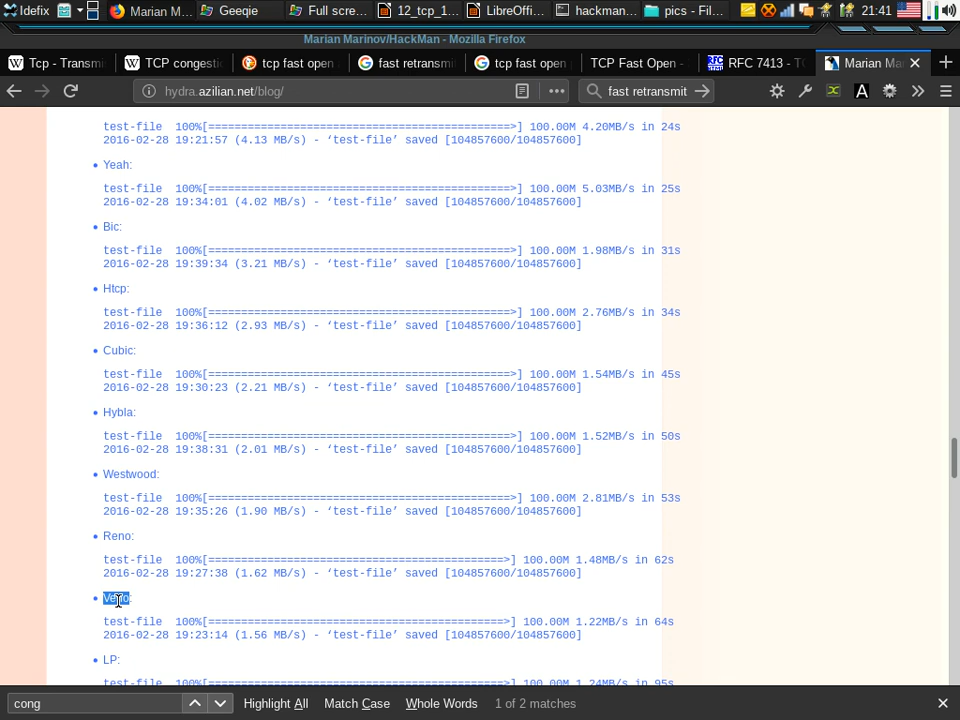 Idefix Marian M... Geeqie Full scre... 12_tcp_1... LibreOffi... hackman... pics - Fil... 21:41
Marian Marinov/HackMan - Mozilla Firefox
Tcp - Transmi TCP congesti tcp fast open fast retransmi tcp fast open TCP Fast Open - RFC 7413 - TC Marian Ma
hydra.azilian.net/blog/ fast retransmit
test-file 100%[==============================================>] 100.00M 4.20MB/s in 24s
2016-02-28 19:21:57 (4.13 MB/s) - ‘test-file’ saved [104857600/104857600]
• Yeah:
test-file 100%[==============================================>] 100.00M 5.03MB/s in 25s
2016-02-28 19:34:01 (4.02 MB/s) - ‘test-file’ saved [104857600/104857600]
• Bic:
test-file 100%[==============================================>] 100.00M 1.98MB/s in 31s
2016-02-28 19:39:34 (3.21 MB/s) - ‘test-file’ saved [104857600/104857600]
• Htcp:
test-file 100%[==============================================>] 100.00M 2.76MB/s in 34s
2016-02-28 19:36:12 (2.93 MB/s) - ‘test-file’ saved [104857600/104857600]
• Cubic:
test-file 100%[==============================================>] 100.00M 1.54MB/s in 45s
2016-02-28 19:30:23 (2.21 MB/s) - ‘test-file’ saved [104857600/104857600]
• Hybla:
test-file 100%[==============================================>] 100.00M 1.52MB/s in 50s
2016-02-28 19:38:31 (2.01 MB/s) - ‘test-file’ saved [104857600/104857600]
• Westwood:
test-file 100%[==============================================>] 100.00M 2.81MB/s in 53s
2016-02-28 19:35:26 (1.90 MB/s) - ‘test-file’ saved [104857600/104857600]
• Reno:
test-file 100%[=============================================>] 100.00M 1.48MB/s in 62s
2016-02-28 19:27:38 (1.62 MB/s) - ‘test-file’ saved [104857600/104857600]
test-file 100%[=============================================>] 100.00M 1.22MB/s in 64s
2016-02-28 19:23:14 (1.56 MB/s) - ‘test-file’ saved [104857600/104857600]
• LP:
test-file 100%[=============================================>] 100.00M 1.24MB/s in 95s
cong Highlight All Match Case Whole Words 1 of 2 matches